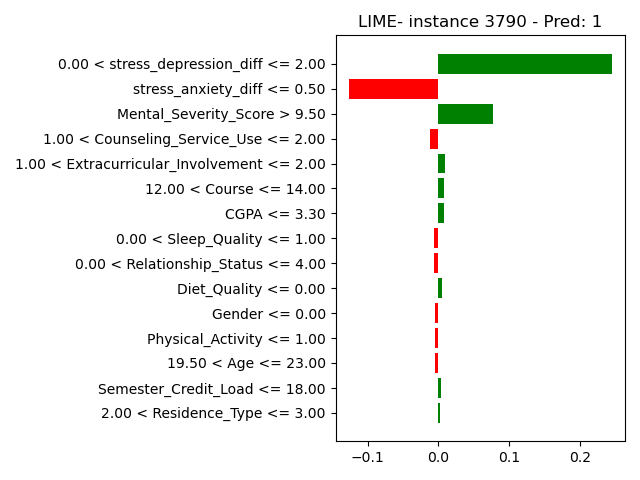 LIME- instance 3790 - Pred: 1
0.00 < stress_depression_diff <= 2.00
stress_anxiety_diff <= 0.50
Mental_Severity_Score > 9.50
1.00 < Counseling_Service_Use <= 2.00
1.00 < Extracurricular_Involvement <= 2.00
12.00 < Course <= 14.00
CGPA <= 3.30
0.00 < Sleep_Quality <= 1.00
0.00 < Relationship_Status <= 4.00
Diet_Quality <= 0.00
Gender <= 0.00
Physical_Activity <= 1.00
19.50 < Age <= 23.00
Semester_Credit_Load <= 18.00
2.00 < Residence_Type <= 3.00
−0.1 0.0 0.1 0.2